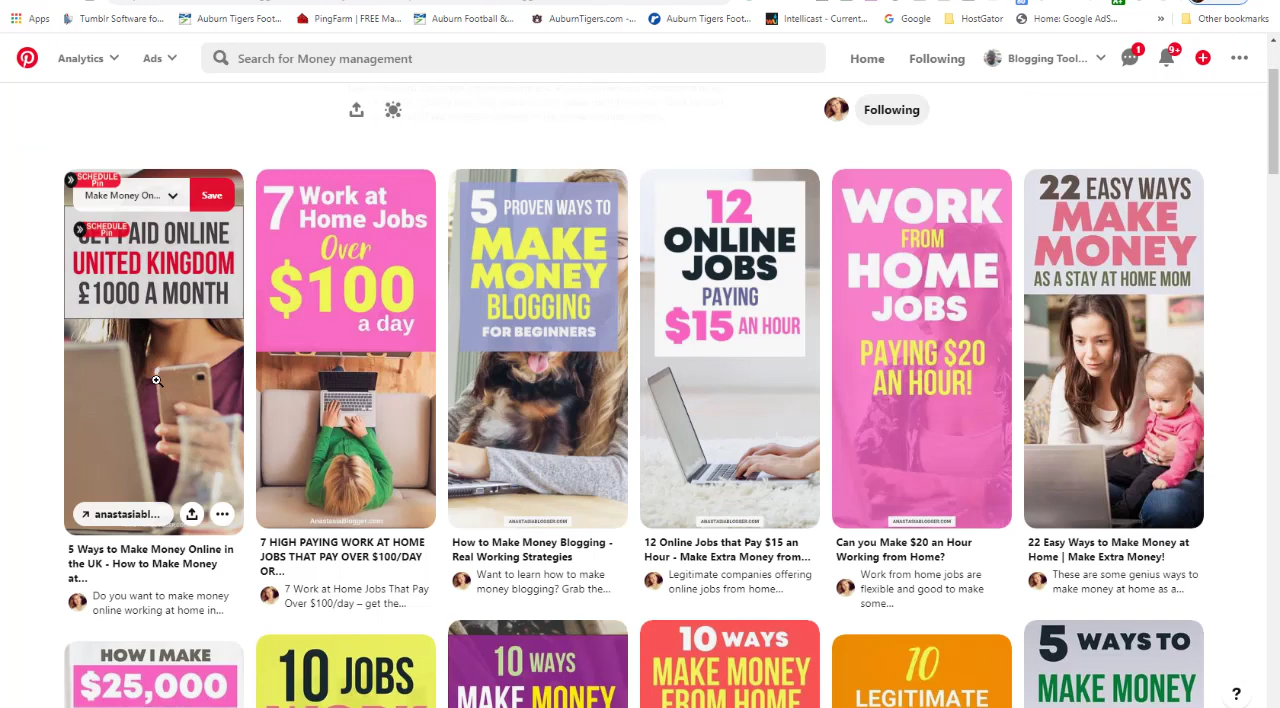 Apps
Tumblr Software fo...
Auburn Tigers Foot...
PingFarm | FREE Ma...
Auburn Football &...
AuburnTigers.com -...
Auburn Tigers Foot...
Intellicast - Current...
Google
HostGator
Home: Google AdS...
»
Other bookmarks
Analytics
Ads
Search for Money management
Home
Following
Blogging Tool...
1
9+
Following
SCHEDULE
Pin
Make Money On...
Save
SCHEDULE
Pin
GET PAID ONLINE
UNITED KINGDOM
£1000 A MONTH
anastasiabl...
5 Ways to Make Money Online in
the UK - How to Make Money
at...
Do you want to make money
online working at home in...
7 Work at
Home Jobs
Over
$100
a day
AnastasiaBlogger.com
7 HIGH PAYING WORK AT HOME
JOBS THAT PAY OVER $100/DAY
OR...
7 Work at Home Jobs That Pay
Over $100/day – get the...
5 PROVEN WAYS TO
MAKE
MONEY
BLOGGING
FOR BEGINNERS
ANASTASIABLOGGER.COM
How to Make Money Blogging -
Real Working Strategies
Want to learn how to make
money blogging? Grab the...
12
ONLINE
JOBS
PAYING
$15 AN HOUR
ANASTASIABLOGGER.COM
12 Online Jobs that Pay $15 an
Hour - Make Extra Money from...
Legitimate companies offering
online jobs from home...
WORK
FROM
HOME
JOBS
PAYING $20
AN HOUR!
ANASTASIABLOGGER.COM
Can you Make $20 an Hour
Working from Home?
Work from home jobs are
flexible and good to make
some...
22 EASY WAYS
MAKE
MONEY
AS A STAY AT HOME MOM
22 Easy Ways to Make Money at
Home | Make Extra Money!
These are some genius ways to
make money at home as a...
HOW I MAKE
$25,000
10 JOBS
10 WAYS
MAKE MONEY
10 WAYS
MAKE MONEY
FROM HOME
10
LEGITIMATE
5 WAYS TO
MAKE MONEY
?